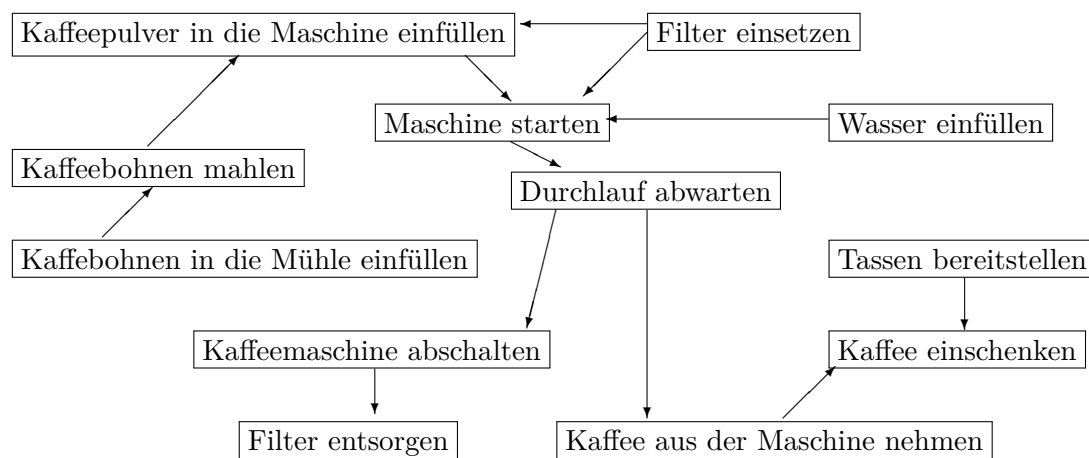 Kaffeepulver in die Maschine einfüllen
Filter einsetzen
Maschine starten
Wasser einfüllen
Kaffeebohnen mahlen
Durchlauf abwarten
Kaffebohnen in die Mühle einfüllen
Tassen bereitstellen
Kaffeemaschine abschalten
Kaffee einschenken
Filter entsorgen
Kaffee aus der Maschine nehmen